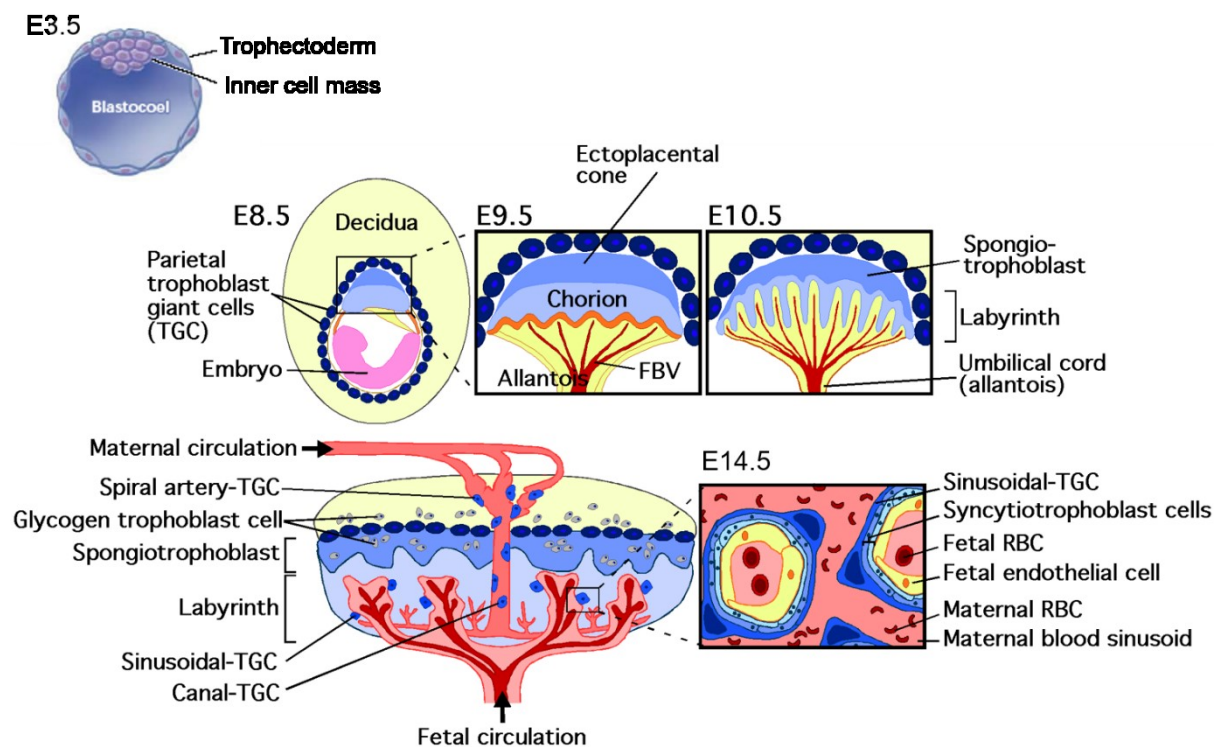 E3.5
Trophectoderm
Inner cell mass
Blastocoel
Ectoplacental
cone
E8.5
Decidua
E9.5
E10.5
Parietal
trophoblast
giant cells
(TGC)
Spongio-
trophoblast
Chorion
Labyrinth
Embryo
Allantois
FBV
Umbilical cord
(allantois)
Maternal circulation
E14.5
Spiral artery-TGC
Glycogen trophoblast cell
Spongiotrophoblast
Labyrinth
Sinusoidal-TGC
Canal-TGC
Fetal circulation
Sinusoidal-TGC
Syncytiotrophoblast cells
Fetal RBC
Fetal endothelial cell
Maternal RBC
Maternal blood sinusoid